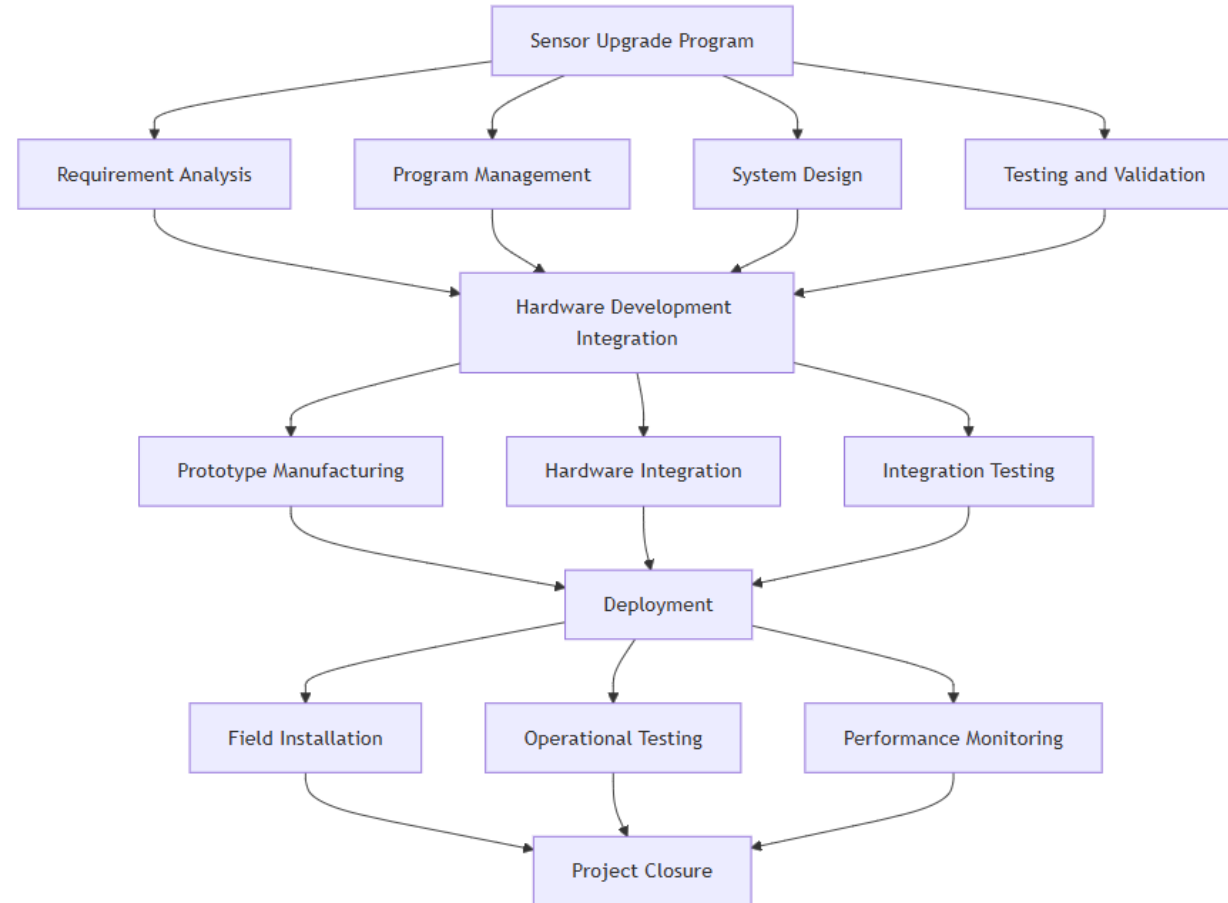 Sensor Upgrade Program
Requirement Analysis
Program Management
System Design
Testing and Validation
Hardware Development
Integration
Prototype Manufacturing
Hardware Integration
Integration Testing
Deployment
Field Installation
Operational Testing
Performance Monitoring
Project Closure